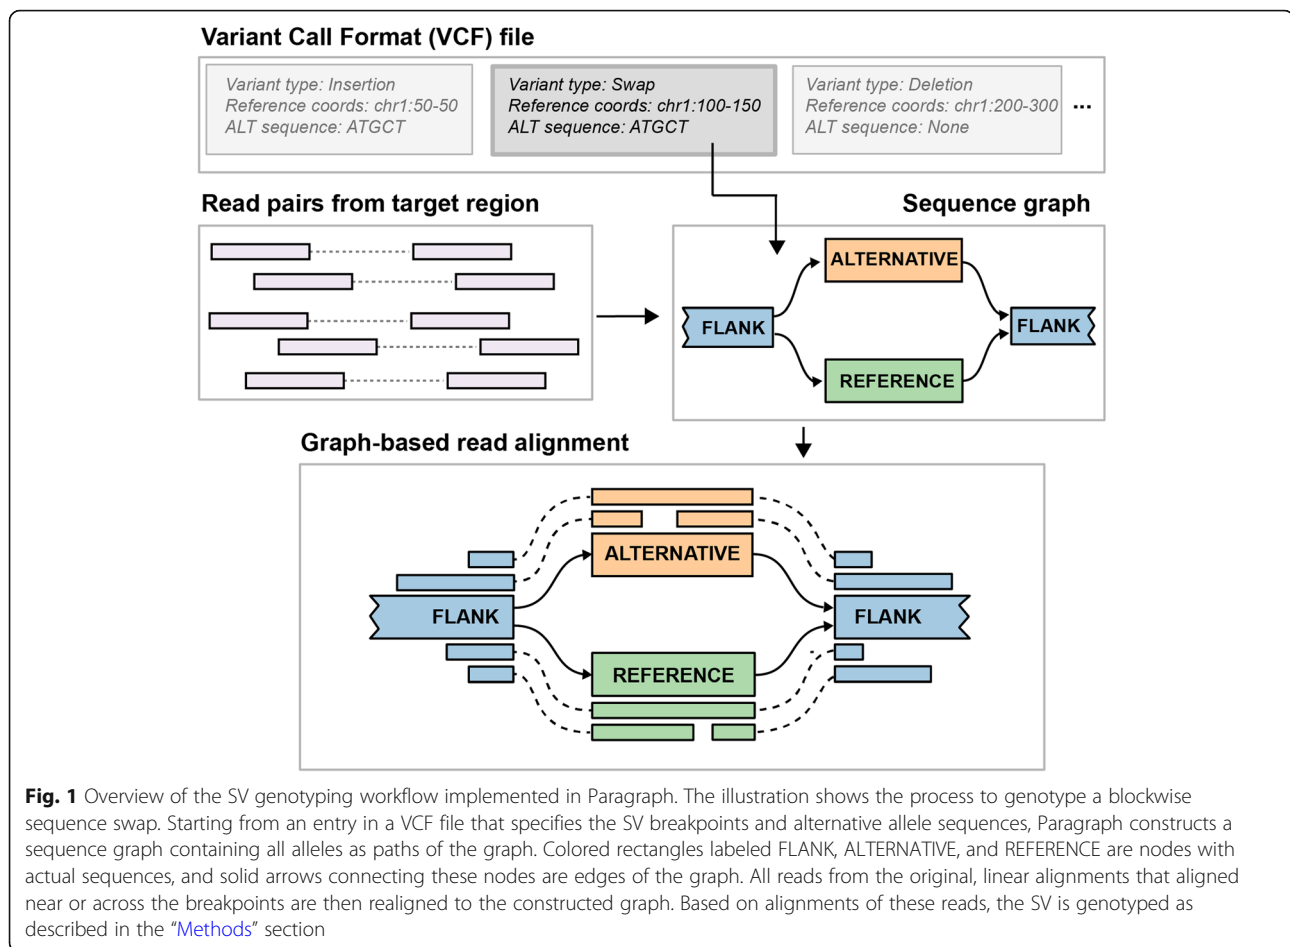 Variant Call Format (VCF) file
Variant type: Insertion
Reference coords: chr1:50-50
ALT sequence: ATGCT
Variant type: Swap
Reference coords: chr1:100-150
ALT sequence: ATGCT
Variant type: Deletion
Reference coords: chr1:200-300
ALT sequence: None
...
Read pairs from target region
Sequence graph
ALTERNATIVE
FLANK
FLANK
REFERENCE
Graph-based read alignment
ALTERNATIVE
FLANK
FLANK
REFERENCE
Fig. 1 Overview of the SV genotyping workflow implemented in Paragraph. The illustration shows the process to genotype a blockwise
sequence swap. Starting from an entry in a VCF file that specifies the SV breakpoints and alternative allele sequences, Paragraph constructs a
sequence graph containing all alleles as paths of the graph. Colored rectangles labeled FLANK, ALTERNATIVE, and REFERENCE are nodes with
actual sequences, and solid arrows connecting these nodes are edges of the graph. All reads from the original, linear alignments that aligned
near or across the breakpoints are then realigned to the constructed graph. Based on alignments of these reads, the SV is genotyped as
described in the “Methods” section